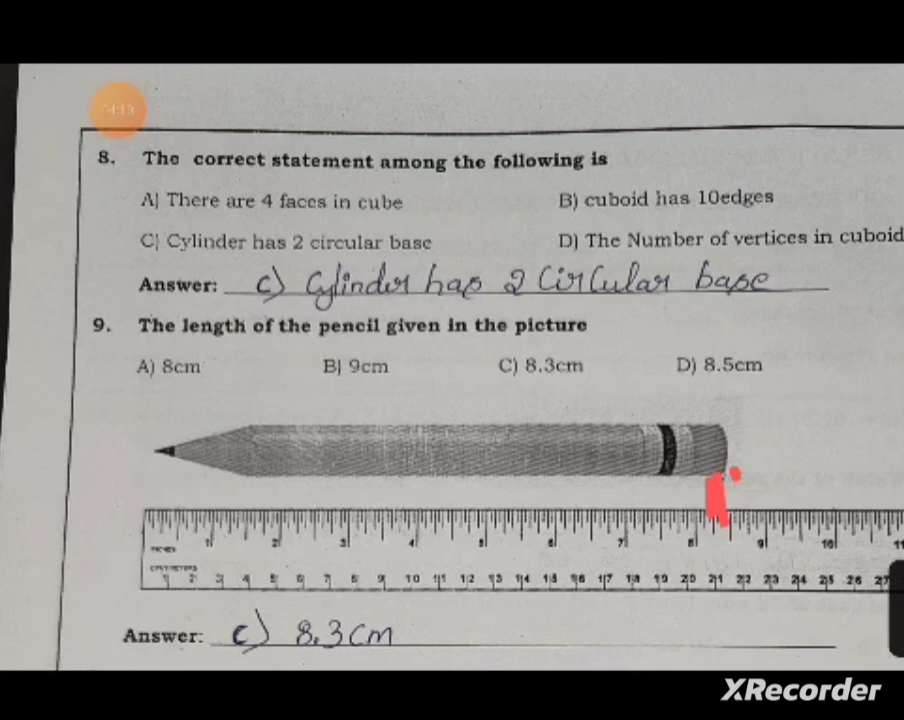 8. The correct statement among the following is
A) There are 4 faces in cube B) cuboid has 10edges
C) Cylinder has 2 circular base D) The Number of vertices in cuboid
Answer: c) Cylinder has 2 Circular base
9. The length of the pencil given in the picture
A) 8cm B) 9cm C) 8.3cm D) 8.5cm
1 2 3 4 5 6 7 8 9 10 11
INCHES
CENTIMETERS
1 2 3 4 5 6 7 8 9 10 11 12 13 14 15 16 17 18 19 20 21 22 23 24 25 26 27
Answer: c) 8.3cm
XRecorder